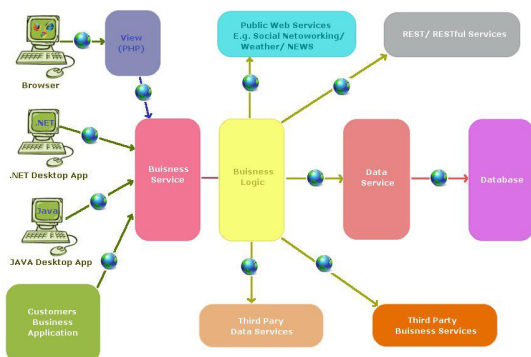 View
(PHP)
Public Web Services
E.g. Social Netoworking/
Weather/ NEWS
REST/ RESTful Services
Browser
.NET
.NET Desktop App
Buisness
Service
Buisness
Logic
Data
Service
Database
Java
JAVA Desktop App
Customers
Business
Application
Third Pary
Data Services
Third Party
Buisness Services